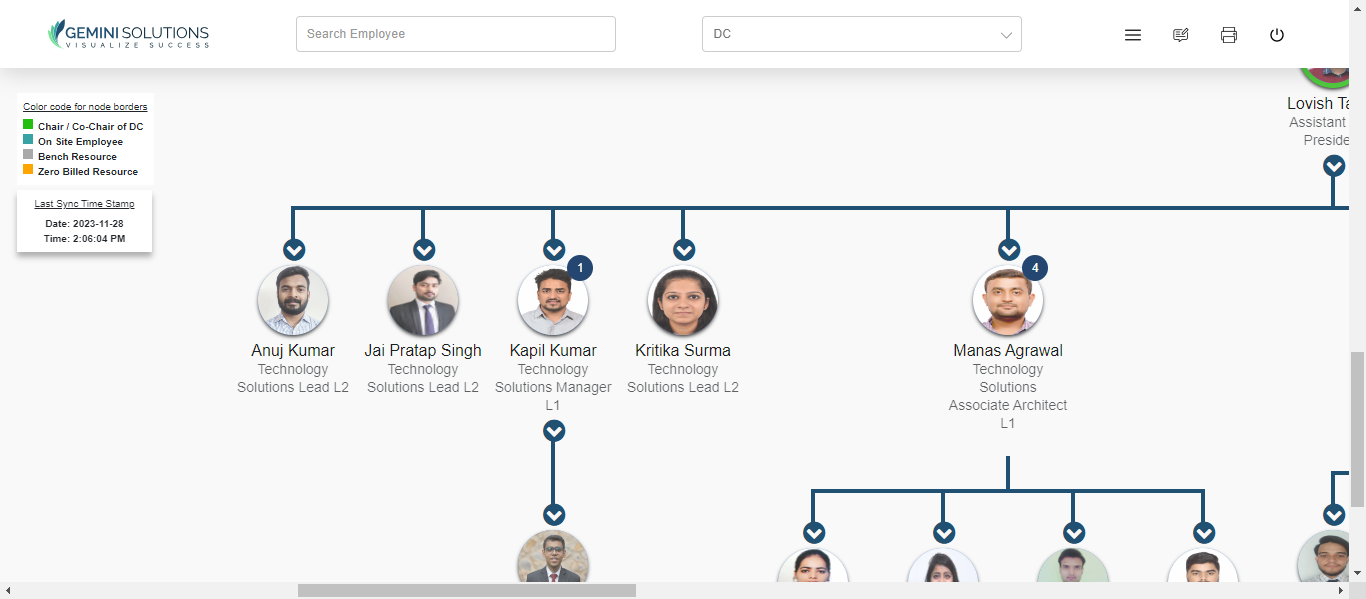 GEMINI SOLUTIONS
VISUALIZE SUCCESS
Search Employee
DC
Color code for node borders
Chair / Co-Chair of DC
On Site Employee
Bench Resource
Zero Billed Resource
Last Sync Time Stamp
Date: 2023-11-28
Time: 2:06:04 PM
Lovish Ta
Assistant
Preside
1
4
Anuj Kumar
Technology
Solutions Lead L2
Jai Pratap Singh
Technology
Solutions Lead L2
Kapil Kumar
Technology
Solutions Manager
L1
Kritika Surma
Technology
Solutions Lead L2
Manas Agrawal
Technology
Solutions
Associate Architect
L1